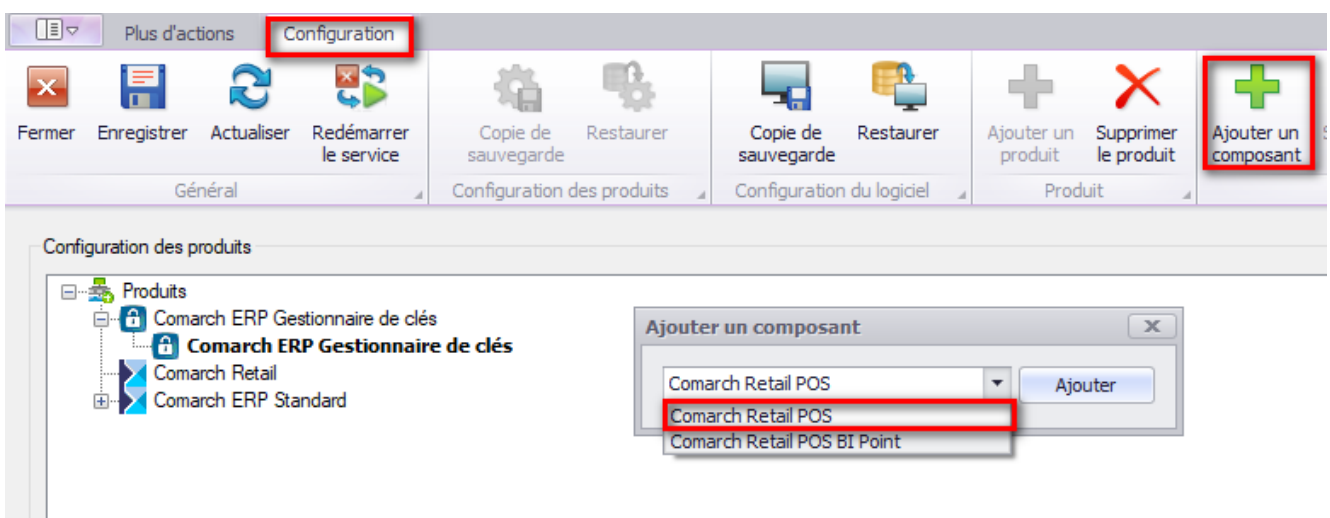 Plus d'actions
Configuration
Fermer
Enregistrer
Actualiser
Redémarrer
le service
Copie de
sauvegarde
Restaurer
Copie de
sauvegarde
Restaurer
Ajouter un
produit
Supprimer
le produit
Ajouter un
composant
Général
Configuration des produits
Configuration du logiciel
Produit
Configuration des produits
Produits
Comarch ERP Gestionnaire de clés
Comarch ERP Gestionnaire de clés
Comarch Retail
Comarch ERP Standard
Ajouter un composant
Comarch Retail POS
Ajouter
Comarch Retail POS
Comarch Retail POS BI Point